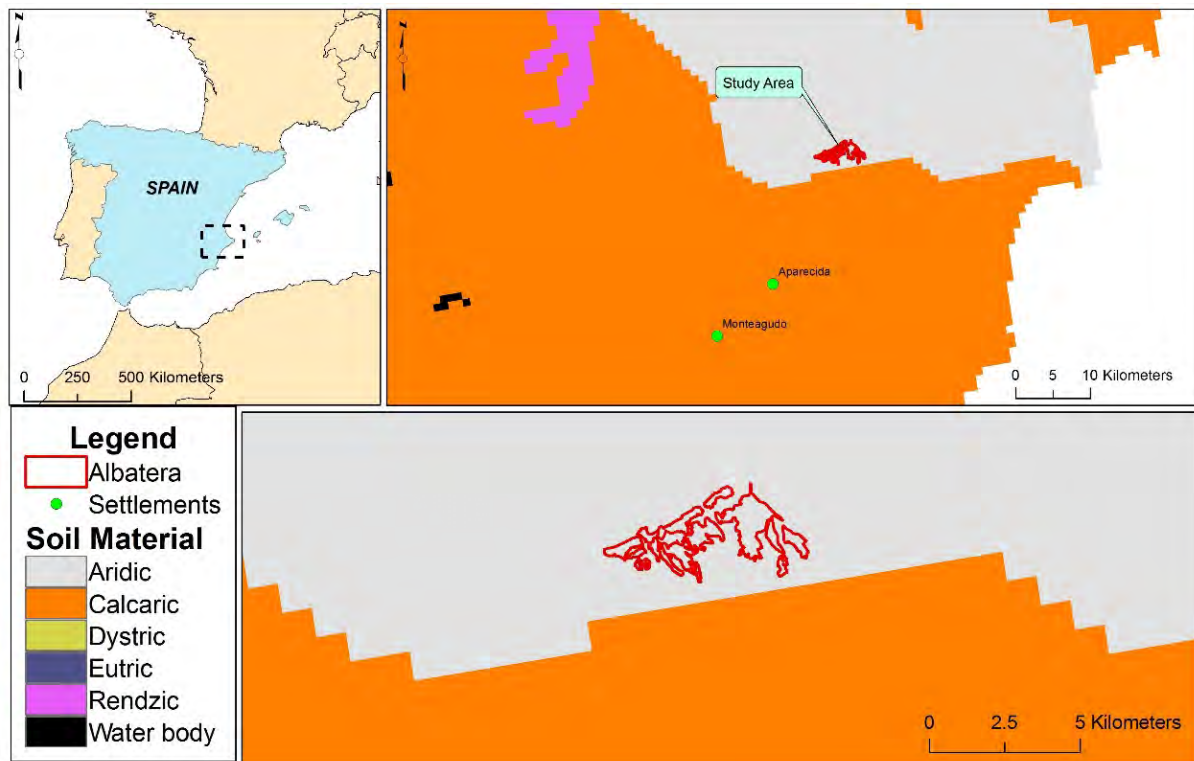 N
SPAIN
0 250 500 Kilometers
N
Study Area
Aparecida
Monteagudo
0 5 10 Kilometers
Legend
Albatera
Settlements
Soil Material
Aridic
Calcaric
Dystric
Eutric
Rendzic
Water body
0 2.5 5 Kilometers